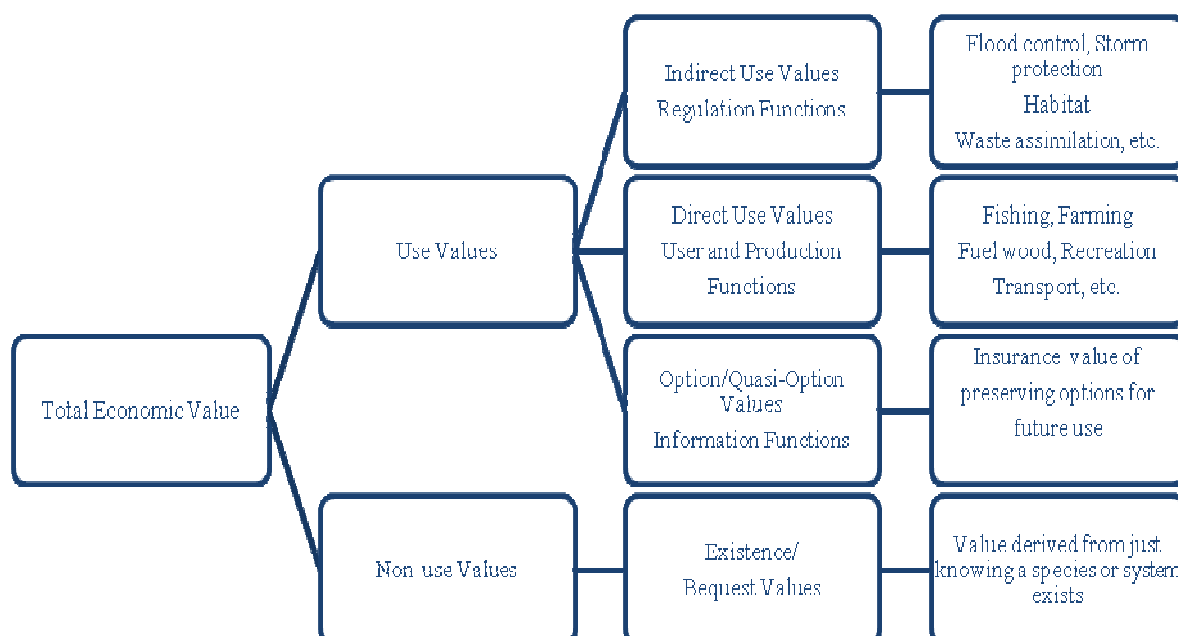 Total Economic Value
Use Values
Indirect Use Values
Regulation Functions
Flood control, Storm
protection
Habitat
Waste assimilation, etc.
Direct Use Values
User and Production
Functions
Fishing, Farming
Fuel wood, Recreation
Transport, etc.
Option/Quasi-Option
Values
Information Functions
Insurance value of
preserving options for
future use
Non use Values
Existence/
Bequest Values
Value derived from just
knowing a species or system
exists